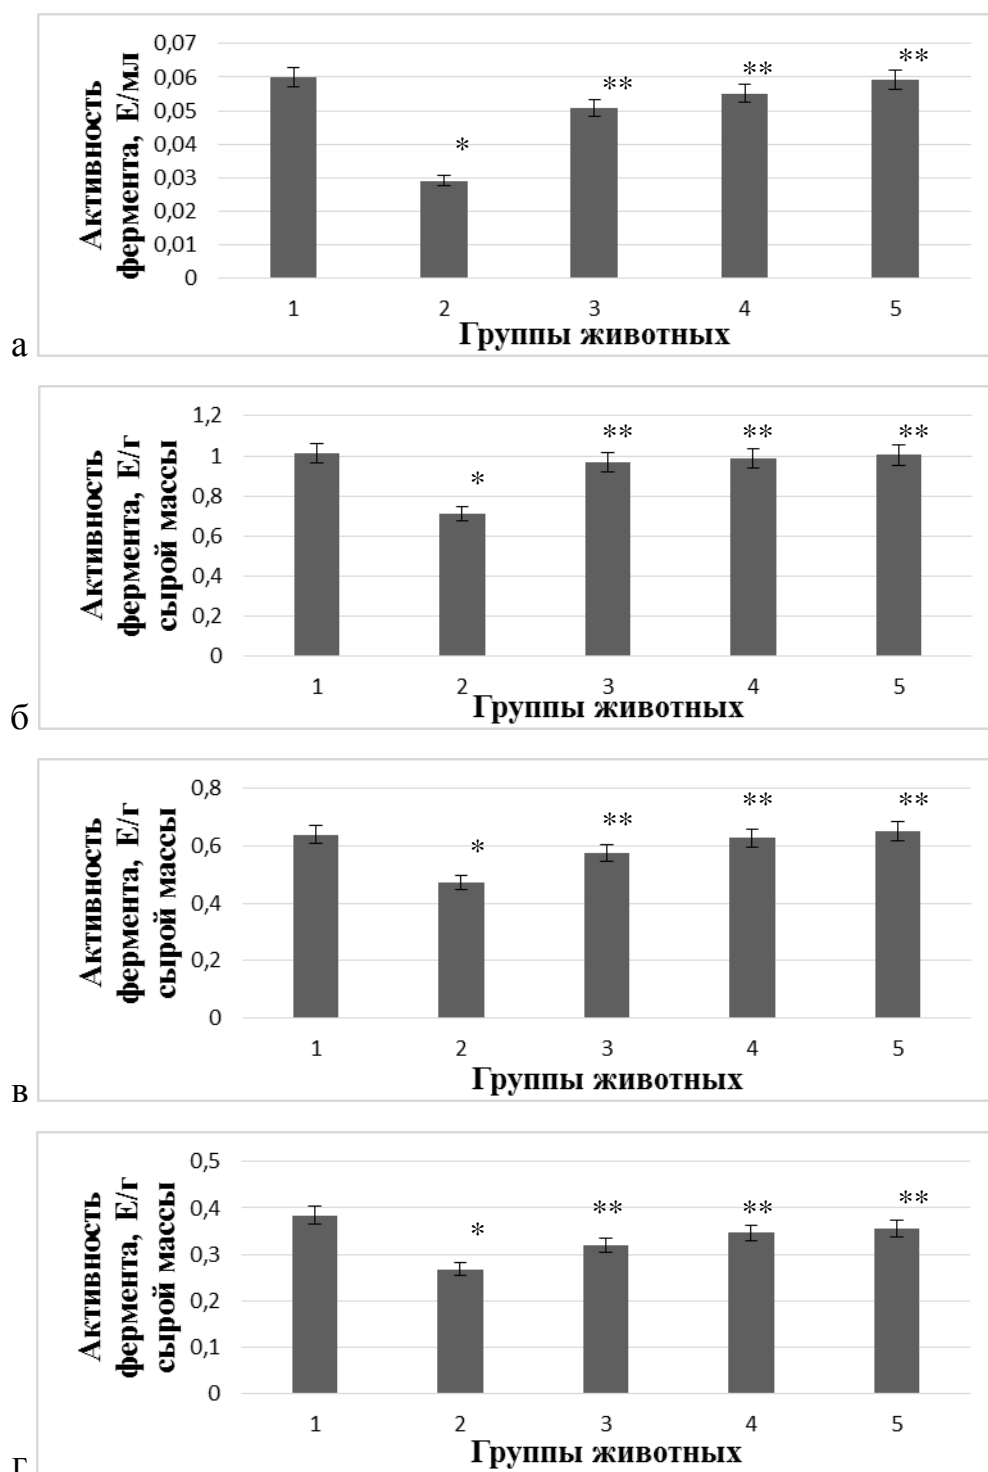 0,07
0,06
0,05
0,04
0,03
0,02
0,01
0
Активность
фермента, Е/мл
* ** ** **
1 2 3 4 5
Группы животных
а
1,2
1
0,8
0,6
0,4
0,2
0
Активность
фермента, Е/г
сырой массы
* ** ** **
1 2 3 4 5
Группы животных
б
0,8
0,6
0,4
0,2
0
Активность
фермента, Е/г
сырой массы
* ** ** **
1 2 3 4 5
Группы животных
в
0,5
0,4
0,3
0,2
0,1
0
Активность
фермента, Е/г
сырой массы
* ** ** **
1 2 3 4 5
Группы животных
г